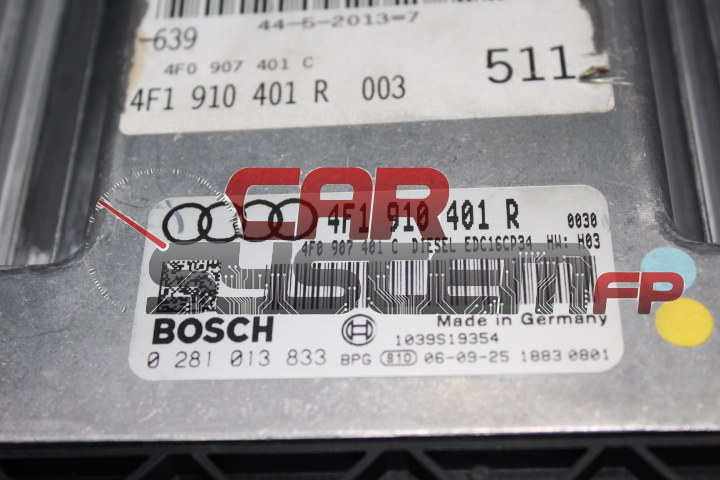 44-6-2013=7
-639
4F0 907 401 C
511
4F1 910 401 R 003
CAR
4F1 910 401 R 0030
4F0 907 401 C DIESEL EDC16CP34 HW: H03
SYSTEM FP
BOSCH
Made in Germany
1039S19354
0 281 013 833 BPG 810 06-09-25 1883 0801